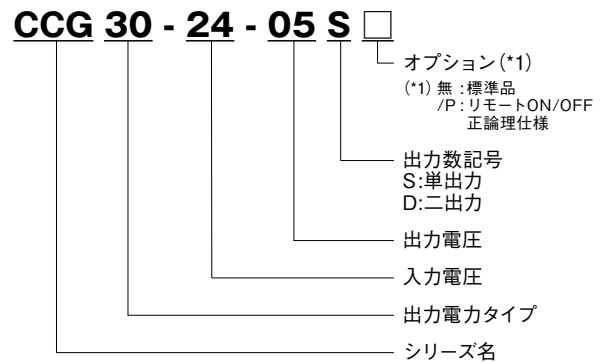 CCG 30 - 24 - 05 S □
オプション(*1)
(*1) 無 :標準品
/P : リモートON/OFF
正論理仕様
出力数記号
S:単出力
D:二出力
出力電圧
入力電圧
出力電力タイプ
シリーズ名